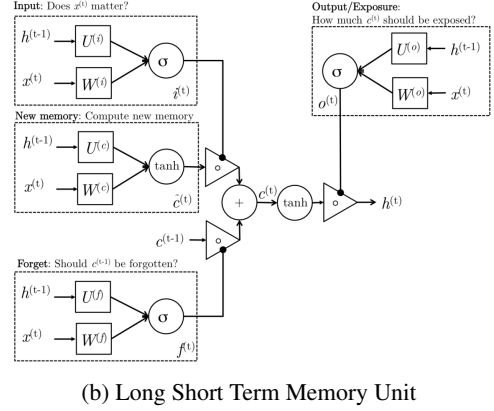 Input: Does x(t) matter?
h(t-1)
U(i)
x(t)
W(i)
σ
i(t)
New memory: Compute new memory
h(t-1)
U(c)
x(t)
W(c)
tanh
c̃(t)
Forget: Should c(t-1) be forgotten?
h(t-1)
U(f)
x(t)
W(f)
σ
f(t)
c(t-1)
∘
∘
+
c(t)
tanh
∘
h(t)
Output/Exposure:
How much c(t) should be exposed?
σ
U(o)
h(t-1)
W(o)
x(t)
o(t)
(b) Long Short Term Memory Unit